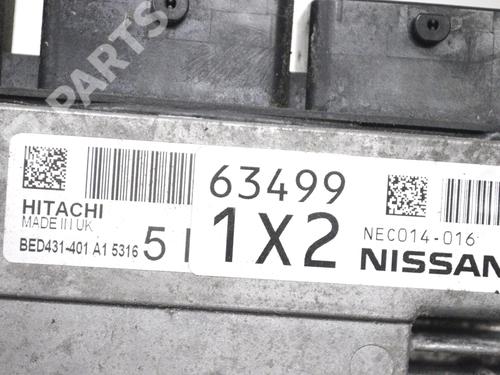 B PARTS
HITACHI
MADE IN UK
BED431-401 A1 5316
5
63499
1X2
NEC014-016
NISSAN